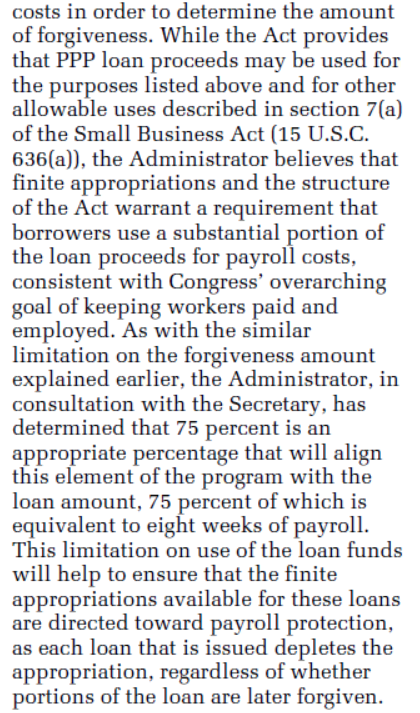 costs in order to determine the amount
of forgiveness. While the Act provides
that PPP loan proceeds may be used for
the purposes listed above and for other
allowable uses described in section 7(a)
of the Small Business Act (15 U.S.C.
636(a)), the Administrator believes that
finite appropriations and the structure
of the Act warrant a requirement that
borrowers use a substantial portion of
the loan proceeds for payroll costs,
consistent with Congress’ overarching
goal of keeping workers paid and
employed. As with the similar
limitation on the forgiveness amount
explained earlier, the Administrator, in
consultation with the Secretary, has
determined that 75 percent is an
appropriate percentage that will align
this element of the program with the
loan amount, 75 percent of which is
equivalent to eight weeks of payroll.
This limitation on use of the loan funds
will help to ensure that the finite
appropriations available for these loans
are directed toward payroll protection,
as each loan that is issued depletes the
appropriation, regardless of whether
portions of the loan are later forgiven.